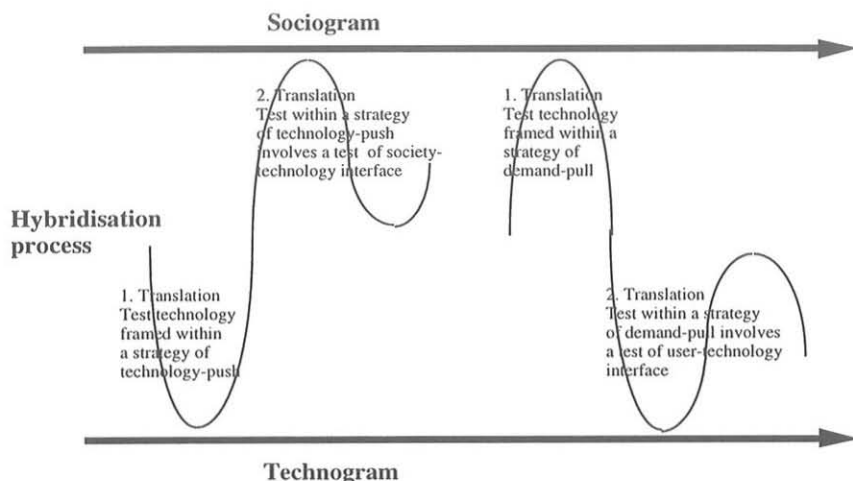 Sociogram
2. Translation
Test within a strategy
of technology-push
involves a test of society-
technology interface
1. Translation
Test technology
framed within a
strategy of
demand-pull
Hybridisation
process
1. Translation
Test technology
framed within
a strategy of
technology-push
2. Translation
Test within a strategy
of demand-pull involves
a test of user-technology
interface
Technogram